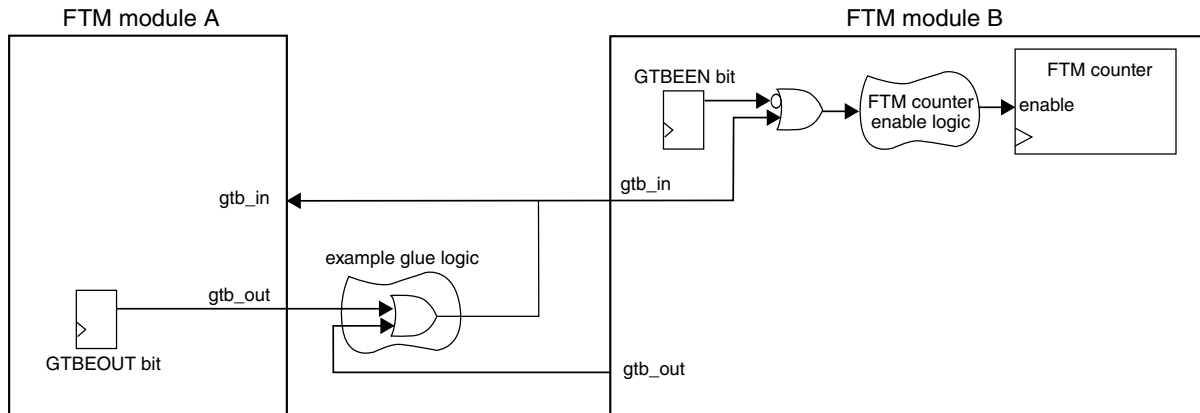 FTM module A
FTM module B
GTBEEN bit
FTM counter
enable
FTM counter
enable logic
gtb_in
gtb_in
example glue logic
gtb_out
GTBEOUT bit
gtb_out